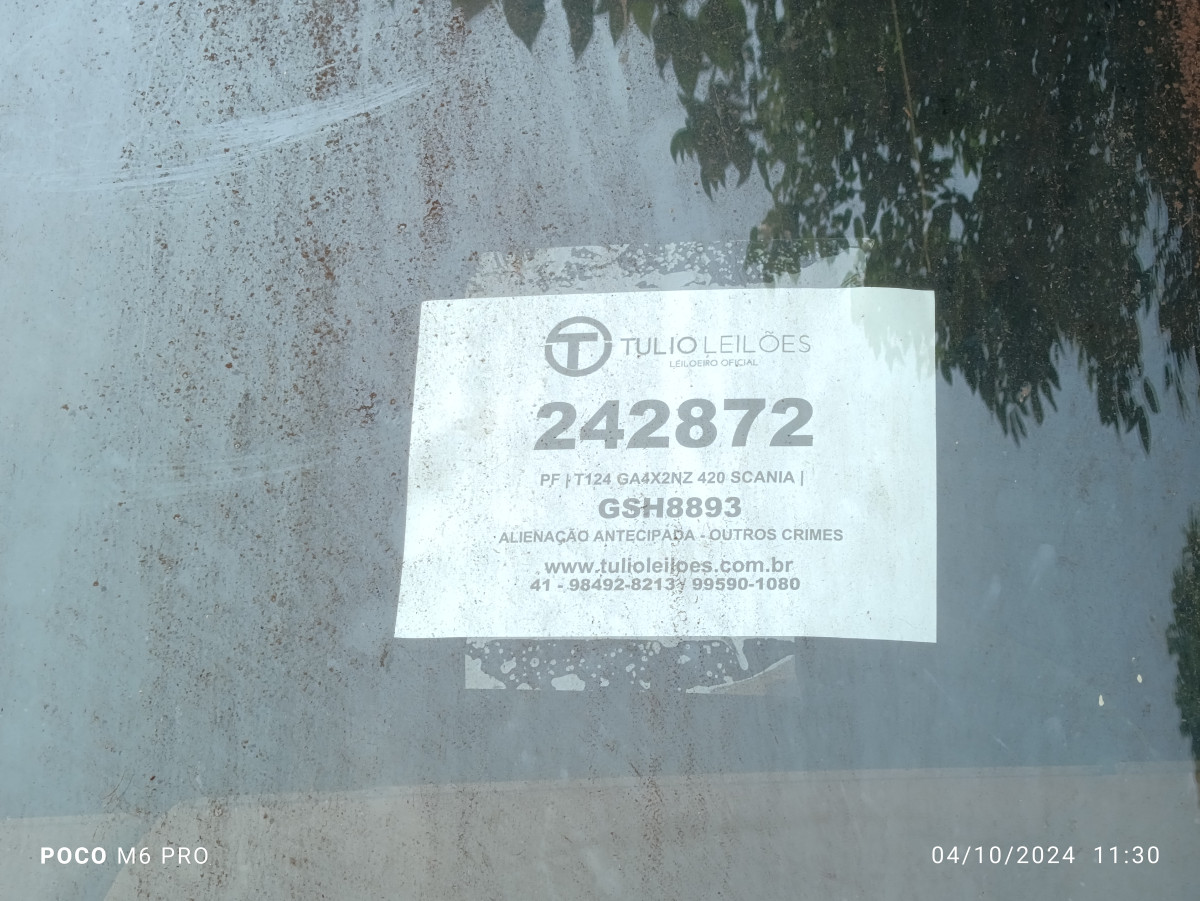 TULIO LEILÕES
LEILOEIRO OFICIAL
242872
PF | T124 GA4X2NZ 420 SCANIA |
GSH8893
ALIENAÇÃO ANTECIPADA - OUTROS CRIMES
www.tulioleiloes.com.br
41 - 98492-8213 / 99590-1080
POCO M6 PRO
04/10/2024 11:30